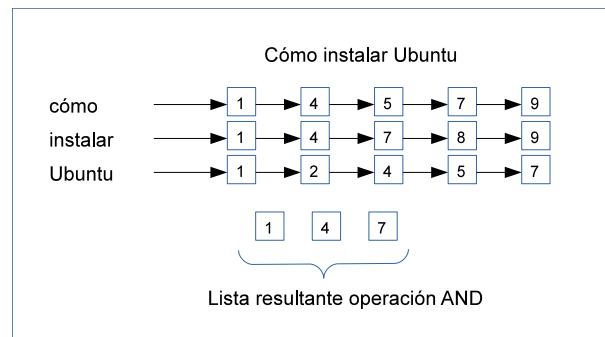 Cómo instalar Ubuntu
cómo 1 4 5 7 9
instalar 1 4 7 8 9
Ubuntu 1 2 4 5 7
1 4 7
Lista resultante operación AND